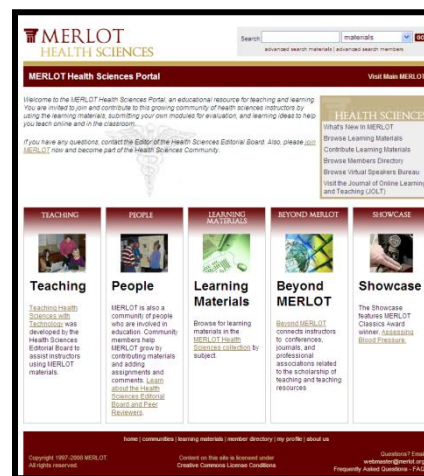 MERLOT
HEALTH SCIENCES
Search
materials
GO
advanced search materials | advanced search members
MERLOT Health Sciences Portal
Visit Main MERLOT
Welcome to the MERLOT Health Sciences Portal, an educational resource for teaching and learning.
You are invited to join and contribute to this growing community of health sciences instructors by
using the learning materials, submitting your own modules for evaluation, and learning ideas to help
you teach online and in the classroom.
If you have any questions, contact the Editor of the Health Sciences Editorial Board. Also, please join
MERLOT now and become part of the Health Sciences Community.
HEALTH SCIENCES
What's New In MERLOT
Browse Learning Materials
Contribute Learning Materials
Browse Members Directory
Browse Virtual Speakers Bureau
Visit the Journal of Online Learning
and Teaching (JOLT)
TEACHING
Teaching
Teaching Health
Sciences with
Technology was
developed by the
Health Sciences
Editorial Board to
assist instructors
using MERLOT
materials.
PEOPLE
People
MERLOT is also a
community of people
who are involved in
education. Community
members help
MERLOT grow by
contributing materials
and adding
assignments and
comments. Learn
about the Health
Sciences Editorial
Board and Peer
Reviewers.
LEARNING
MATERIALS
Learning
Materials
Browse for learning
materials in the
MERLOT Health
Sciences collection by
subject.
BEYOND MERLOT
Beyond
MERLOT
Beyond MERLOT
connects instructors
to conferences,
journals, and
professional
associations related
to the scholarship of
teaching and teaching
resources.
SHOWCASE
Showcase
The Showcase
features MERLOT
Classics Award
winner, Assessing
Blood Pressure.
home | communities | learning materials | member directory | my profile | about us
Copyright 1997-2008 MERLOT
All rights reserved.
Content on this site is licensed under
Creative Commons License Conditions
Questions? Email
webmaster@merlot.org
Frequently Asked Questions - FAQ